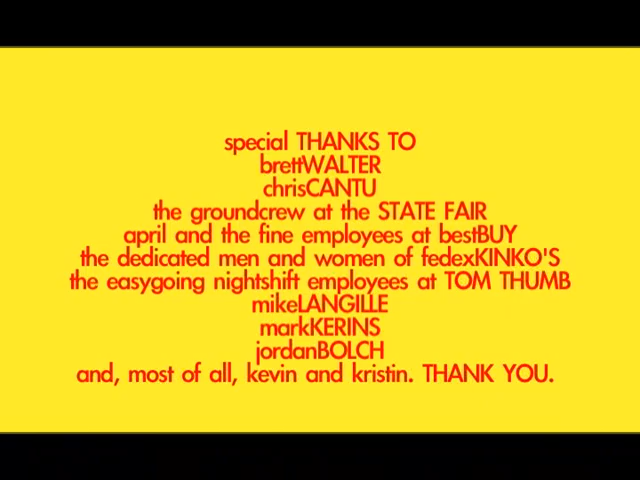 special THANKS TO
brettWALTER
chrisCANTU
the groundcrew at the STATE FAIR
april and the fine employees at bestBUY
the dedicated men and women of fedexKINKO'S
the easygoing nightshift employees at TOM THUMB
mikeLANGILLE
markKERINS
jordanBOLCH
and, most of all, kevin and kristin. THANK YOU.